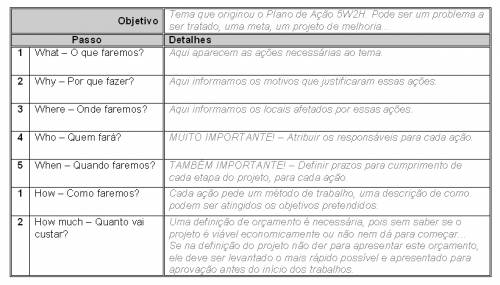 Objetivo
Tema que originou o Plano de Ação 5W2H. Pode ser um problema a
ser tratado, uma meta, um projeto de melhoria...
Passo
Detalhes
1 What – O que faremos? Aqui aparecem as ações necessárias ao tema.
2 Why – Por que fazer? Aqui informamos os motivos que justificaram essas ações.
3 Where – Onde faremos? Aqui informamos os locais afetados por essas ações.
4 Who – Quem fará? MUITO IMPORTANTE! – Atribuir os responsáveis para cada ação.
5 When – Quando faremos? TAMBÉM IMPORTANTE! – Definir prazos para cumprimento
de cada etapa do projeto, para cada ação.
1 How – Como faremos? Cada ação pede um método de trabalho, uma descrição de como
podem ser atingidos os objetivos pretendidos.
2 How much – Quanto vai
custar?
Uma definição de orçamento é necessária, pois sem saber se o
projeto é viável economicamente ou não nem dá para começar...
Se na definição do projeto não der para apresentar este orçamento,
ele deve ser levantado o mais rápido possível e apresentado para
aprovação antes do início dos trabalhos.